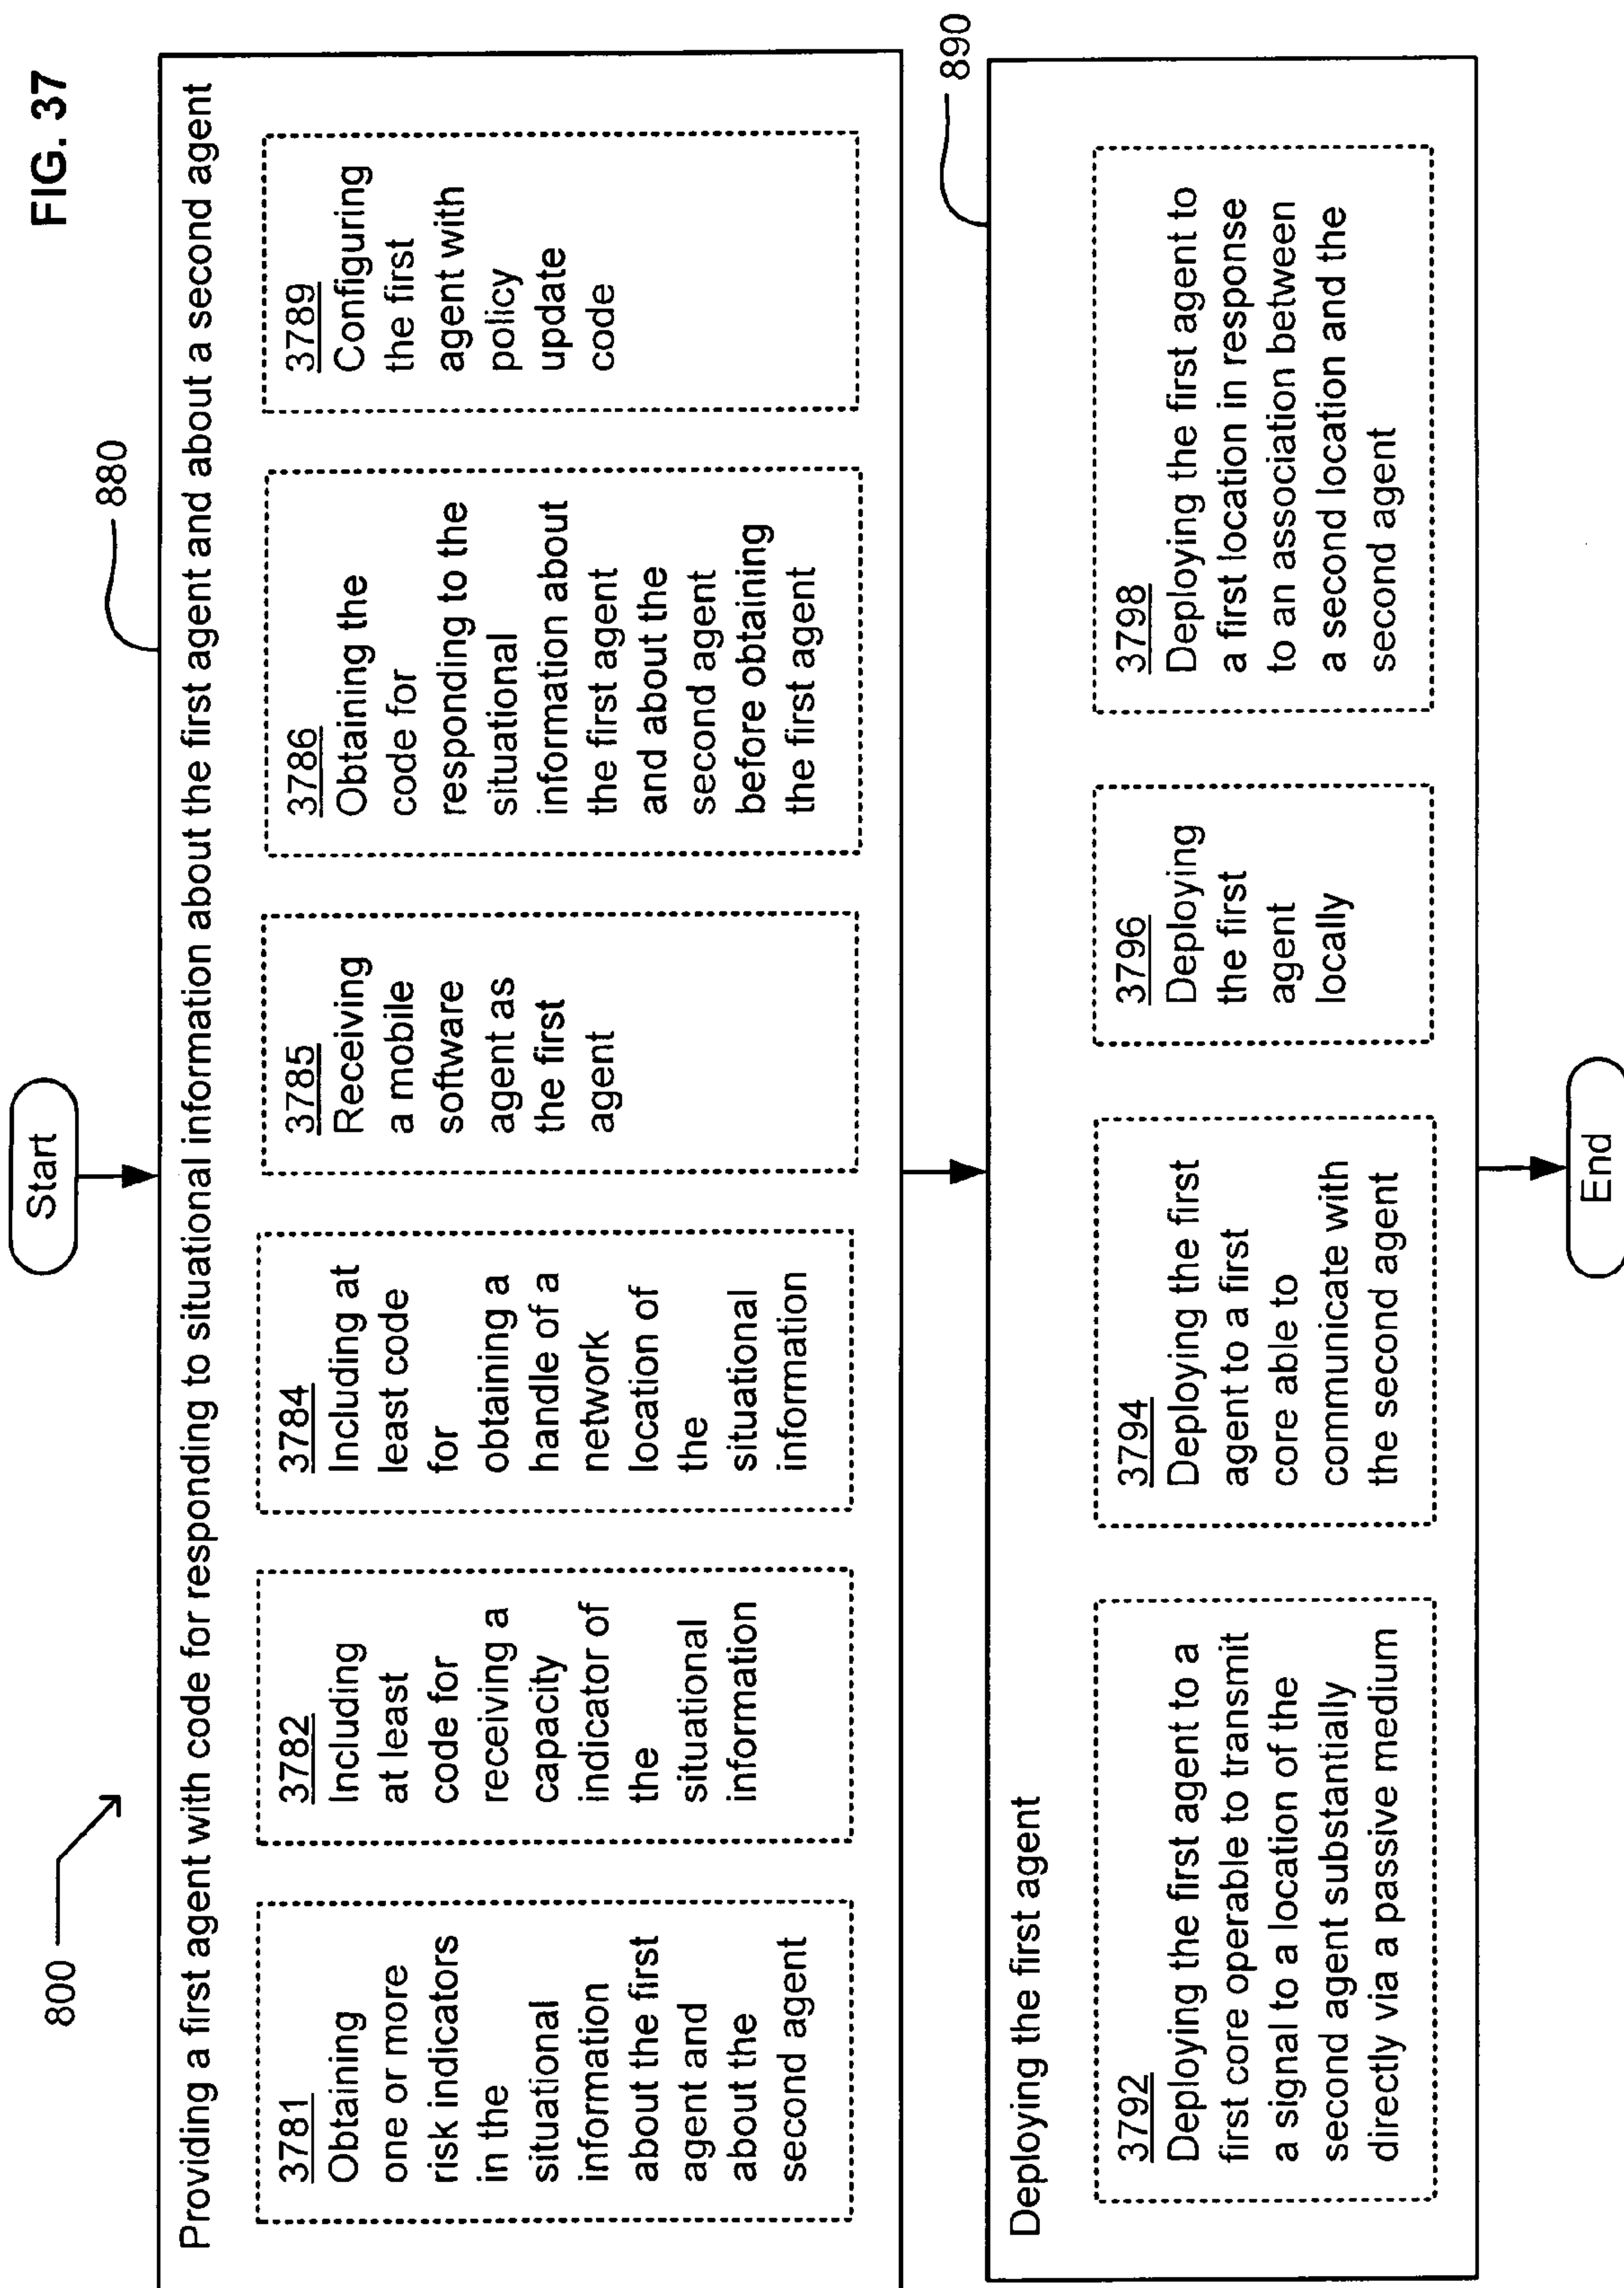 FIG. 37
800
Start
880
Providing a first agent with code for responding to situational information about the first agent and about a second agent
3781
Obtaining
one or more
risk indicators
in the
situational
information
about the first
agent and
about the
second agent
3782
Including
at least
code for
receiving a
capacity
indicator of
the
situational
information
3784
Including at
least code
for
obtaining a
handle of a
network
location of
the
situational
information
3785
Receiving
a mobile
software
agent as
the first
agent
3786
Obtaining the
code for
responding to the
situational
information about
the first agent
and about the
second agent
before obtaining
the first agent
3789
Configuring
the first
agent with
policy
update
code
890
Deploying the first agent
3792
Deploying the first agent to a
first core operable to transmit
a signal to a location of the
second agent substantially
directly via a passive medium
3794
Deploying the first
agent to a first
core able to
communicate with
the second agent
3796
Deploying
the first
agent
locally
3798
Deploying the first agent to
a first location in response
to an association between
a second location and the
second agent
End